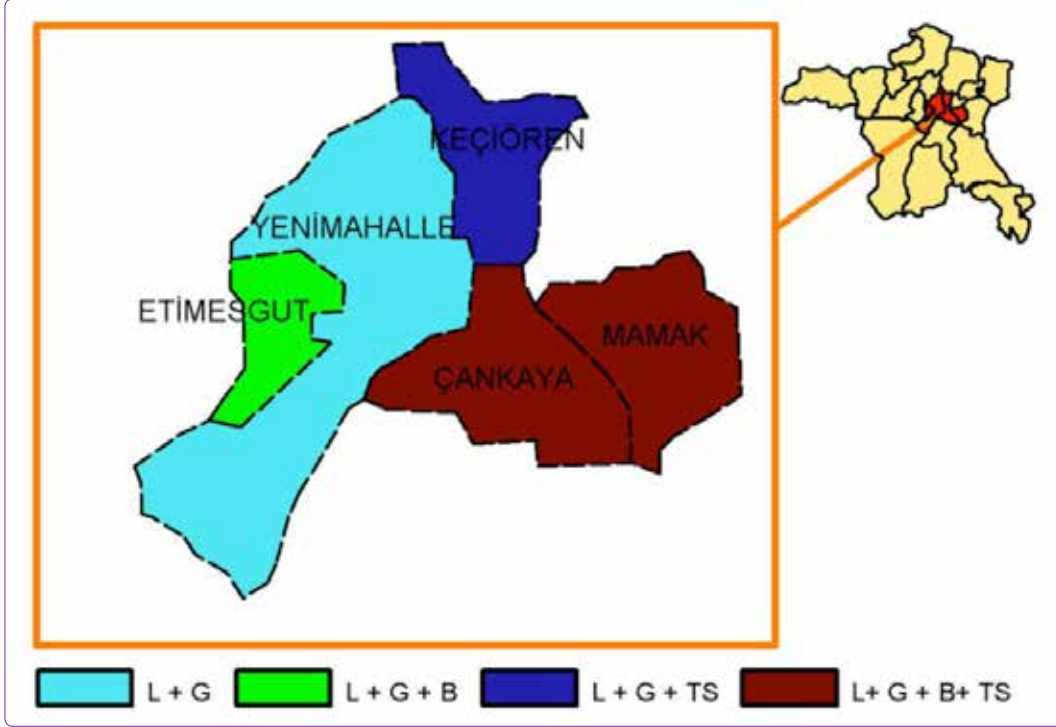 KEÇİÖREN
YENİMAHALLE
ETİMESGUT
MAMAK
ÇANKAYA
L + G
L + G + B
L + G + TS
L+ G + B+ TS